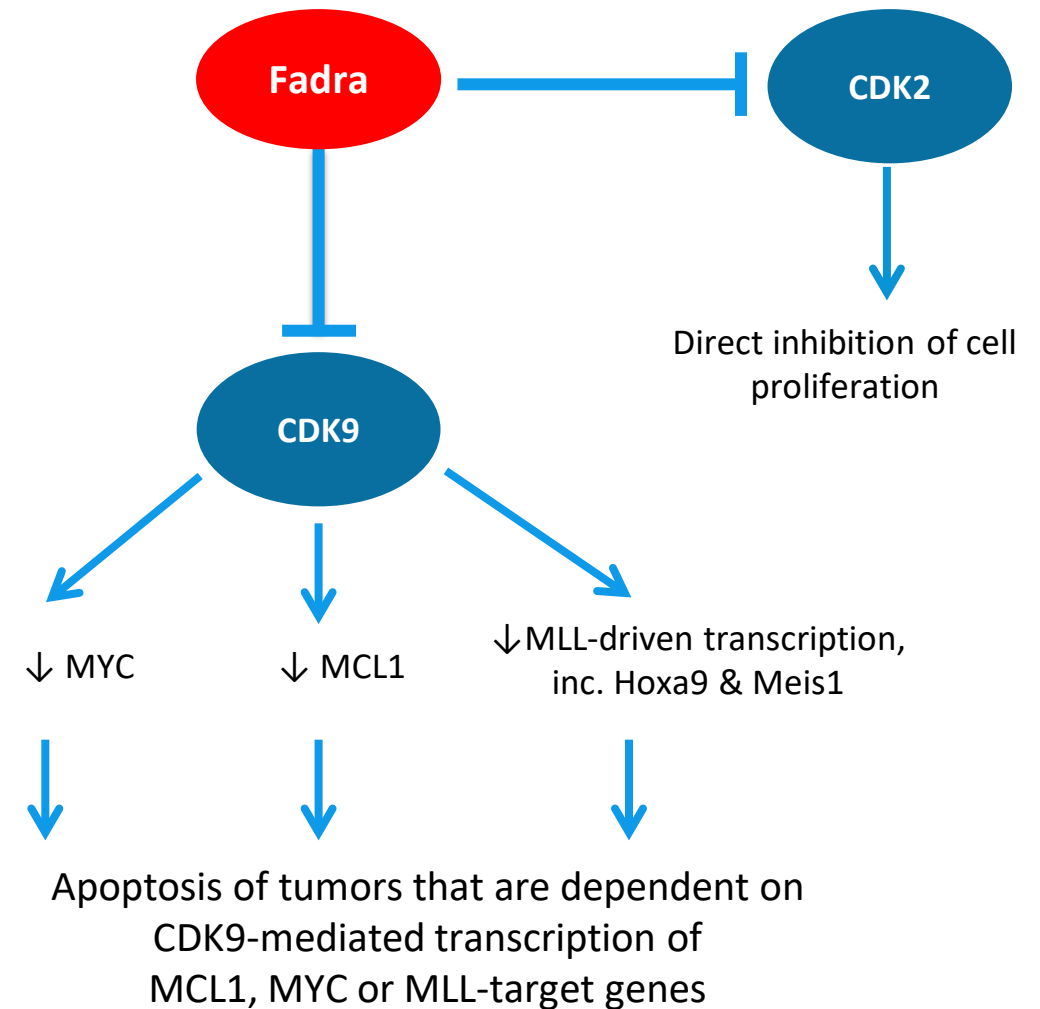 Fadra
CDK2
Direct inhibition of cell
proliferation
CDK9
↓ MYC
↓ MCL1
↓MLL-driven transcription,
inc. Hoxa9 & Meis1
Apoptosis of tumors that are dependent on
CDK9-mediated transcription of
MCL1, MYC or MLL-target genes